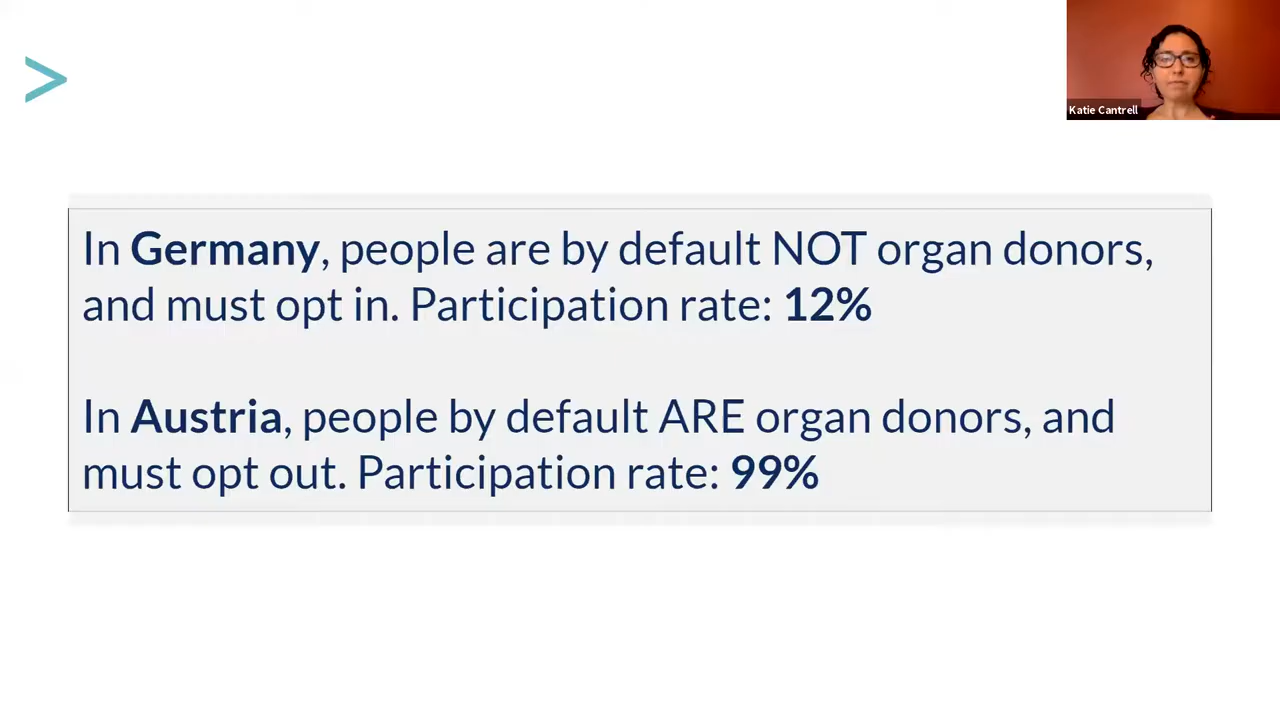 >
Katie Cantrell
In Germany, people are by default NOT organ donors,
and must opt in. Participation rate: 12%
In Austria, people by default ARE organ donors, and
must opt out. Participation rate: 99%